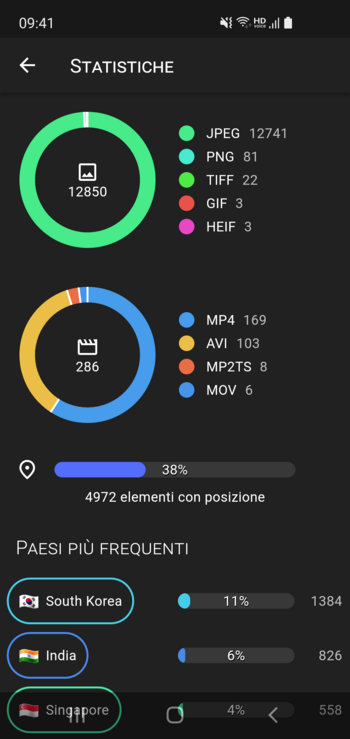 09:41
HD
VOICE
STATISTICHE
12850
JPEG 12741
PNG 81
TIFF 22
GIF 3
HEIF 3
286
MP4 169
AVI 103
MP2TS 8
MOV 6
38%
4972 elementi con posizione
PAESI PIÙ FREQUENTI
South Korea 11% 1384
India 6% 826
Singapore 4% 558